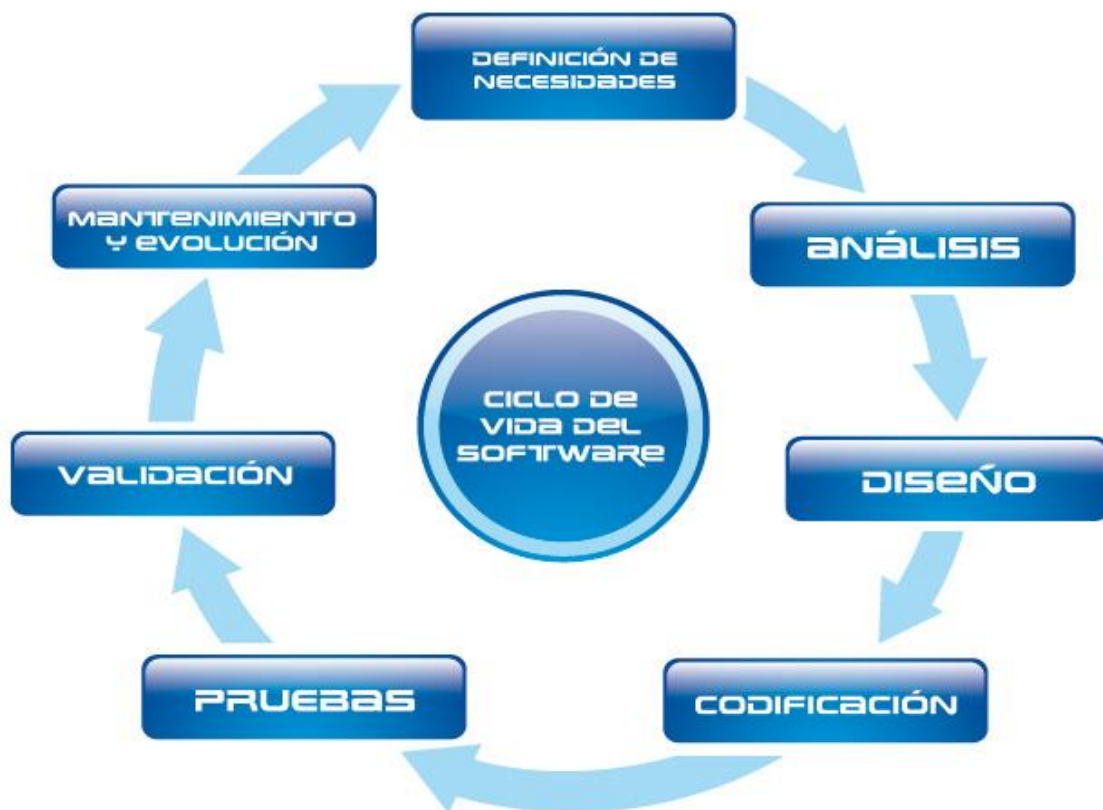 DEFINICIÓN DE
NECESIDADES
ANÁLISIS
DISEÑO
CODIFICACIÓN
PRUEBAS
VALIDACIÓN
MANTENIMIENTO
Y EVOLUCIÓN
CICLO DE
VIDA DEL
SOFTWARE